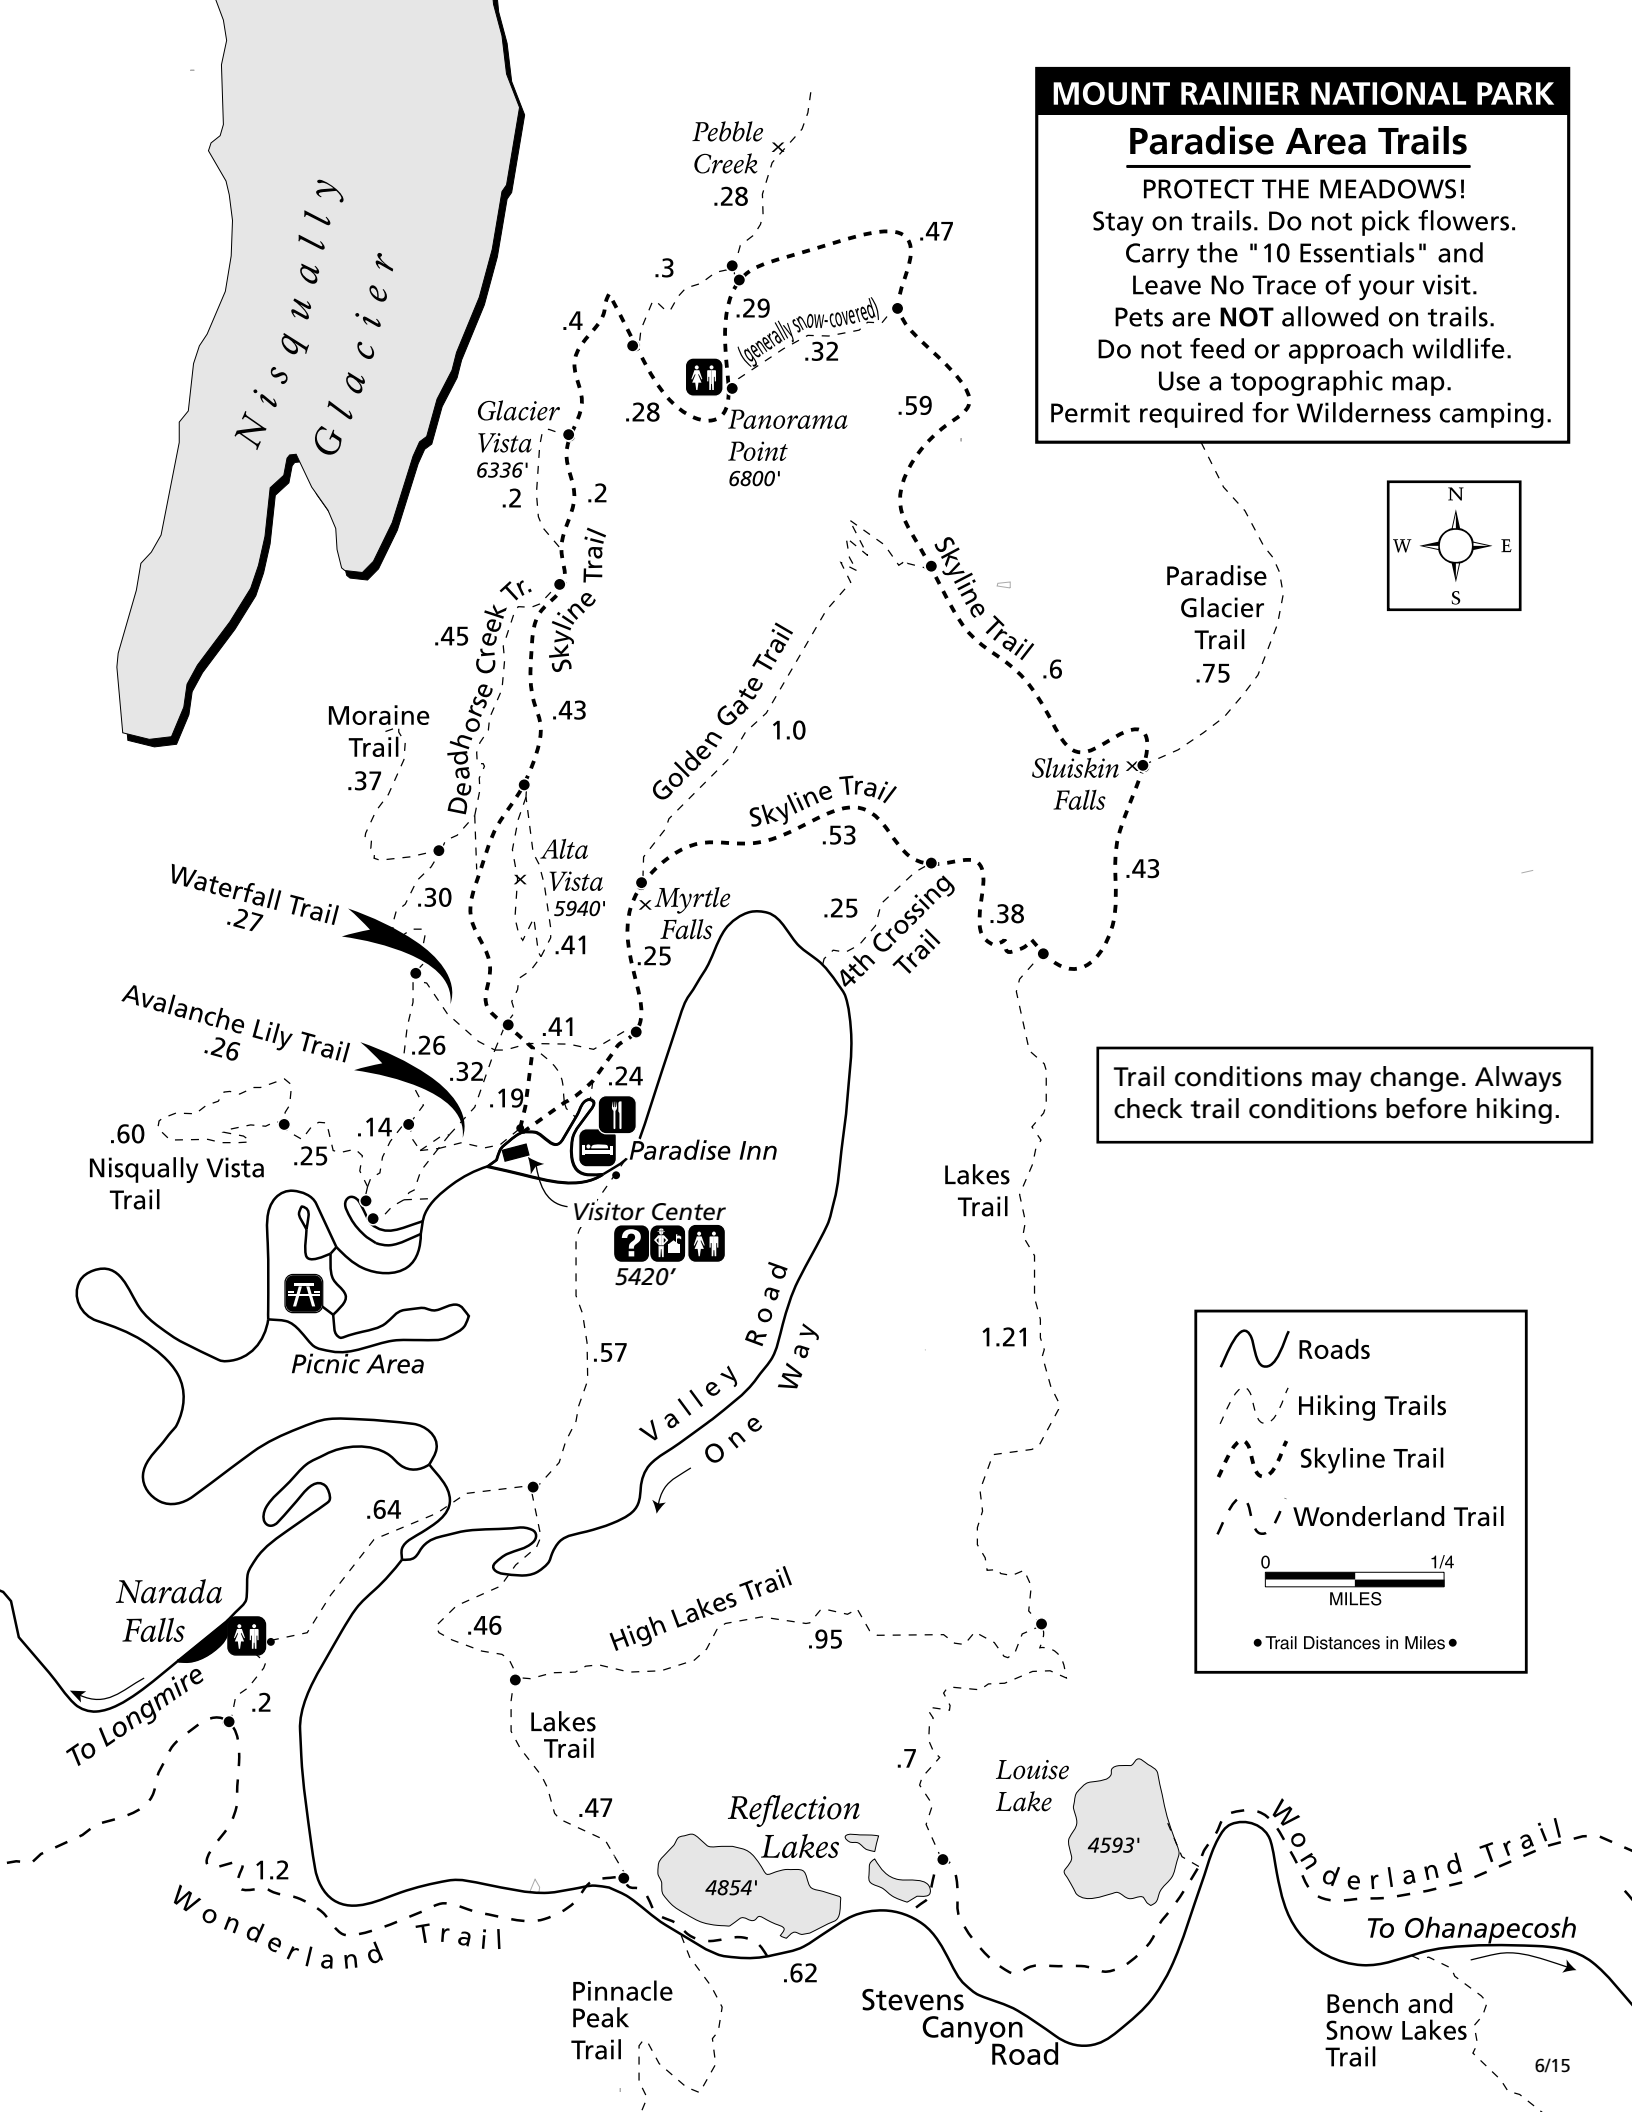 MOUNT RAINIER NATIONAL PARK
Paradise Area Trails
PROTECT THE MEADOWS!
Stay on trails. Do not pick flowers.
Carry the "10 Essentials" and
Leave No Trace of your visit.
Pets are NOT allowed on trails.
Do not feed or approach wildlife.
Use a topographic map.
Permit required for Wilderness camping.
Nisqually
Glacier
Pebble
Creek
.28
.47
.3
.29
(generally snow-covered)
.32
.4
.28
Panorama
Point
6800'
.59
Glacier
Vista
6336'
.2
.2
N
W
E
S
Skyline Trail
.6
Paradise
Glacier
Trail
.75
Deadhorse Creek Tr.
.45
Skyline Trail
.43
Golden Gate Trail
1.0
Moraine
Trail
.37
Sluiskin
Falls
Skyline Trail
.53
.43
Alta
Vista
5940'
.41
Myrtle
Falls
.25
.25
4th Crossing
Trail
.38
Waterfall Trail
.27
.30
Avalanche Lily Trail
.26
.26
.41
.32
.19
.24
.14
.60
.25
Nisqually Vista
Trail
Paradise Inn
Visitor Center
?
5420'
Trail conditions may change. Always
check trail conditions before hiking.
Lakes
Trail
1.21
Picnic Area
.57
Valley Road
One Way
Roads
Hiking Trails
Skyline Trail
Wonderland Trail
0
1/4
MILES
Trail Distances in Miles
.64
Narada
Falls
.46
High Lakes Trail
.95
To Longmire
.2
Lakes
Trail
.47
.7
Louise
Lake
4593'
Reflection
Lakes
4854'
1.2
Wonderland Trail
Wonderland Trail
To Ohanapecosh
.62
Pinnacle
Peak
Trail
Stevens
Canyon
Road
Bench and
Snow Lakes
Trail
6/15